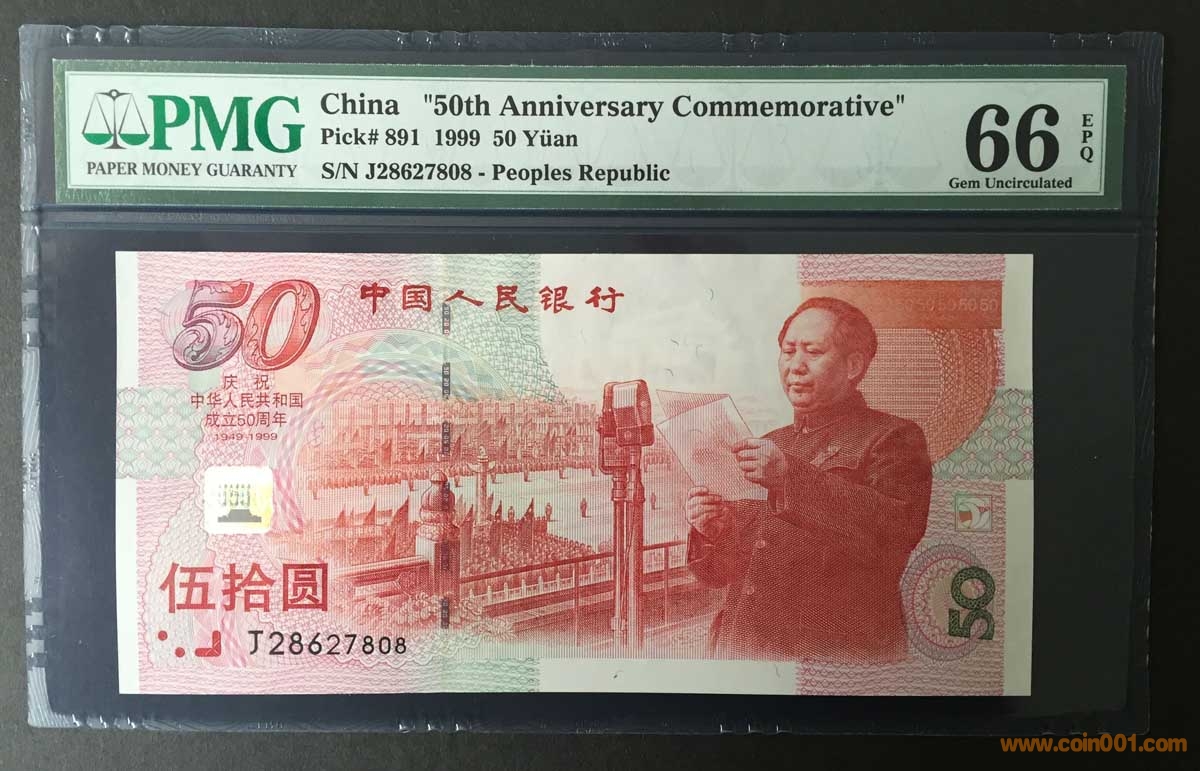 PMG
PAPER MONEY GUARANTY
China "50th Anniversary Commemorative"
Pick# 891 1999 50 Yüan
S/N J28627808 - Peoples Republic
66
EPQ
Gem Uncirculated
50
中国人民银行
庆祝
中华人民共和国
成立50周年
1949-1999
伍拾圆
J28627808
50
www.coin001.com